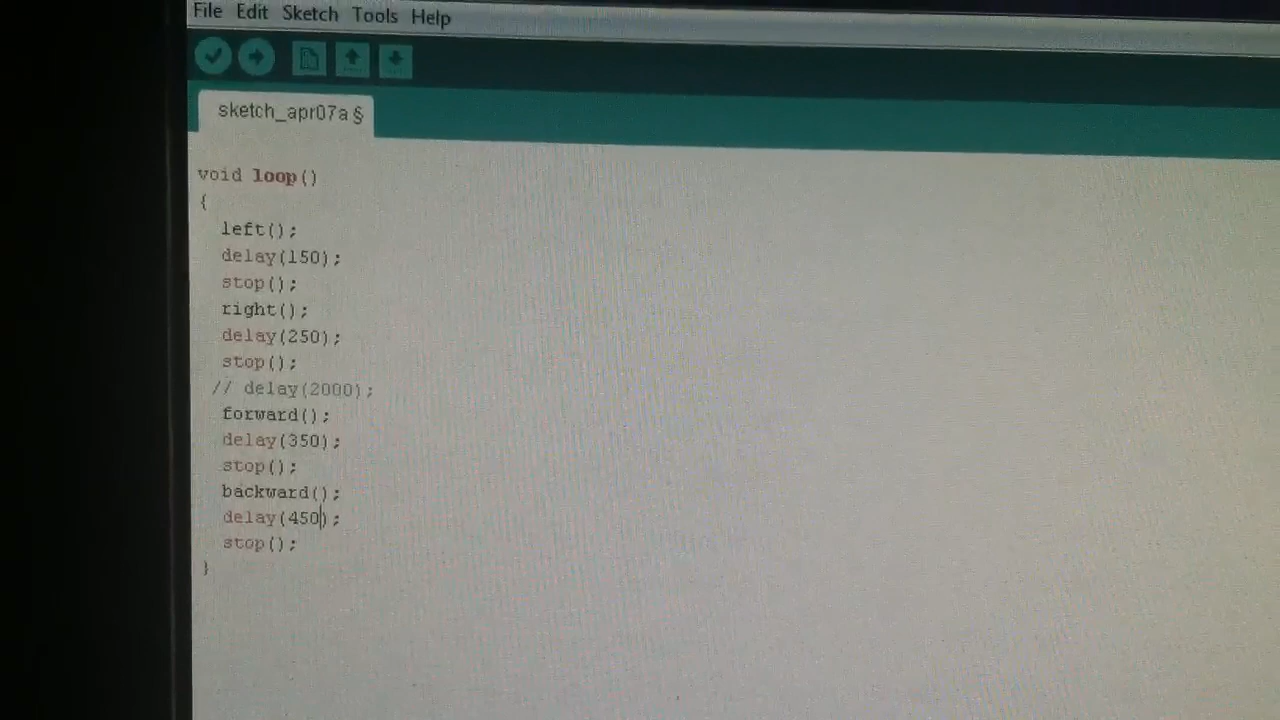 File Edit Sketch Tools Help
sketch_apr07a §
void loop()
{
left();
delay(150);
stop();
right();
delay(250);
stop();
// delay(2000);
forward();
delay(350);
stop();
backward();
delay(450);
stop();
}